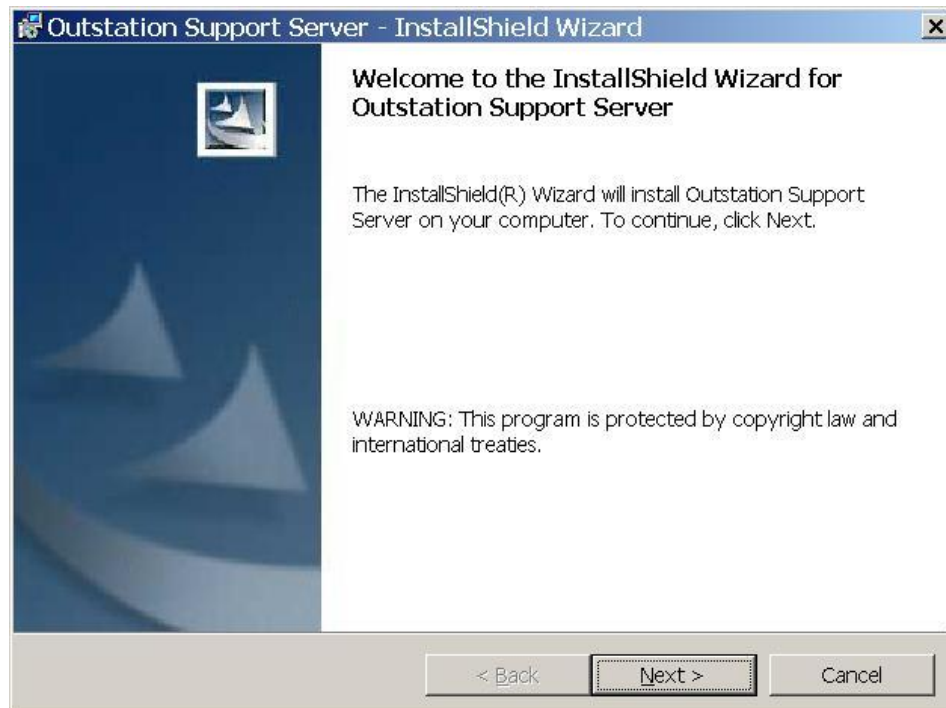 Outstation Support Server - InstallShield Wizard
Welcome to the InstallShield Wizard for
Outstation Support Server
The InstallShield(R) Wizard will install Outstation Support
Server on your computer. To continue, click Next.
WARNING: This program is protected by copyright law and
international treaties.
< Back
Next >
Cancel